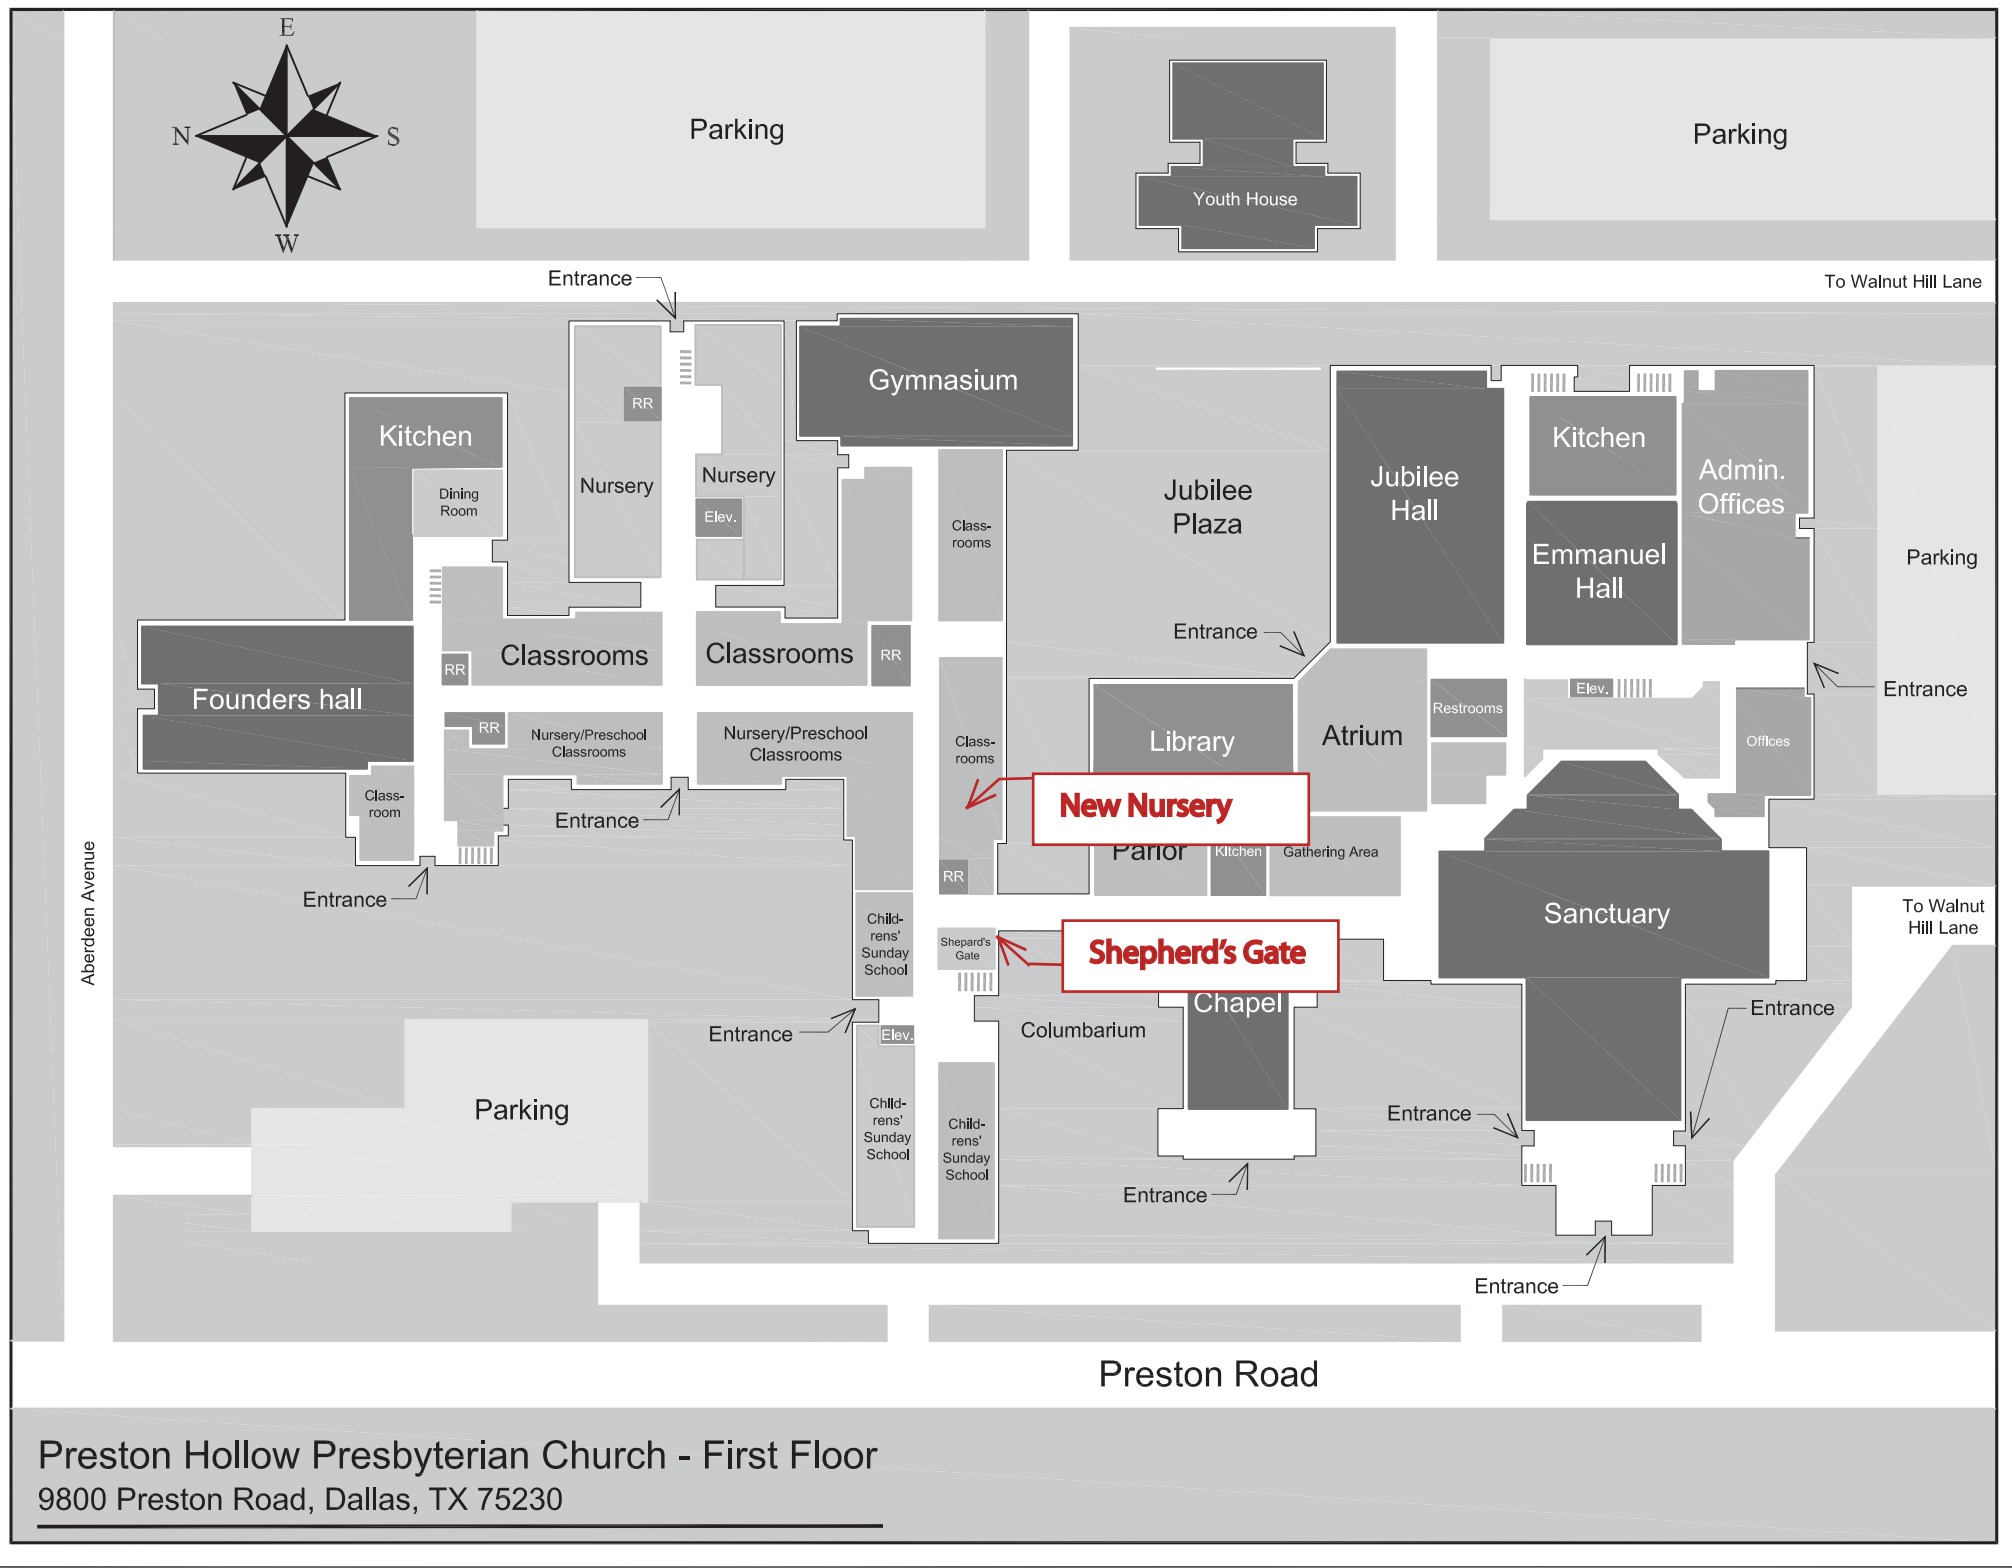 E
N
S
W
Parking
Youth House
Parking
Entrance
To Walnut Hill Lane
Gymnasium
Kitchen
RR
Nursery
Nursery
Elev.
Dining
Room
Class-
rooms
Jubilee
Plaza
Jubilee
Hall
Kitchen
Admin.
Offices
Emmanuel
Hall
Parking
Entrance
Classrooms
Classrooms
RR
RR
Founders hall
Entrance
RR
Nursery/Preschool
Classrooms
Nursery/Preschool
Classrooms
Class-
rooms
Library
Atrium
Restrooms
Elev.
Offices
Class-
room
Entrance
New Nursery
Parlor
Kitchen
Gathering Area
Entrance
RR
Aberdeen Avenue
Child-
rens'
Sunday
School
Shepard's
Gate
Shepherd's Gate
Sanctuary
To Walnut
Hill Lane
Entrance
Elev.
Columbarium
Chapel
Entrance
Parking
Child-
rens'
Sunday
School
Child-
rens'
Sunday
School
Entrance
Entrance
Entrance
Preston Road
Preston Hollow Presbyterian Church - First Floor
9800 Preston Road, Dallas, TX 75230